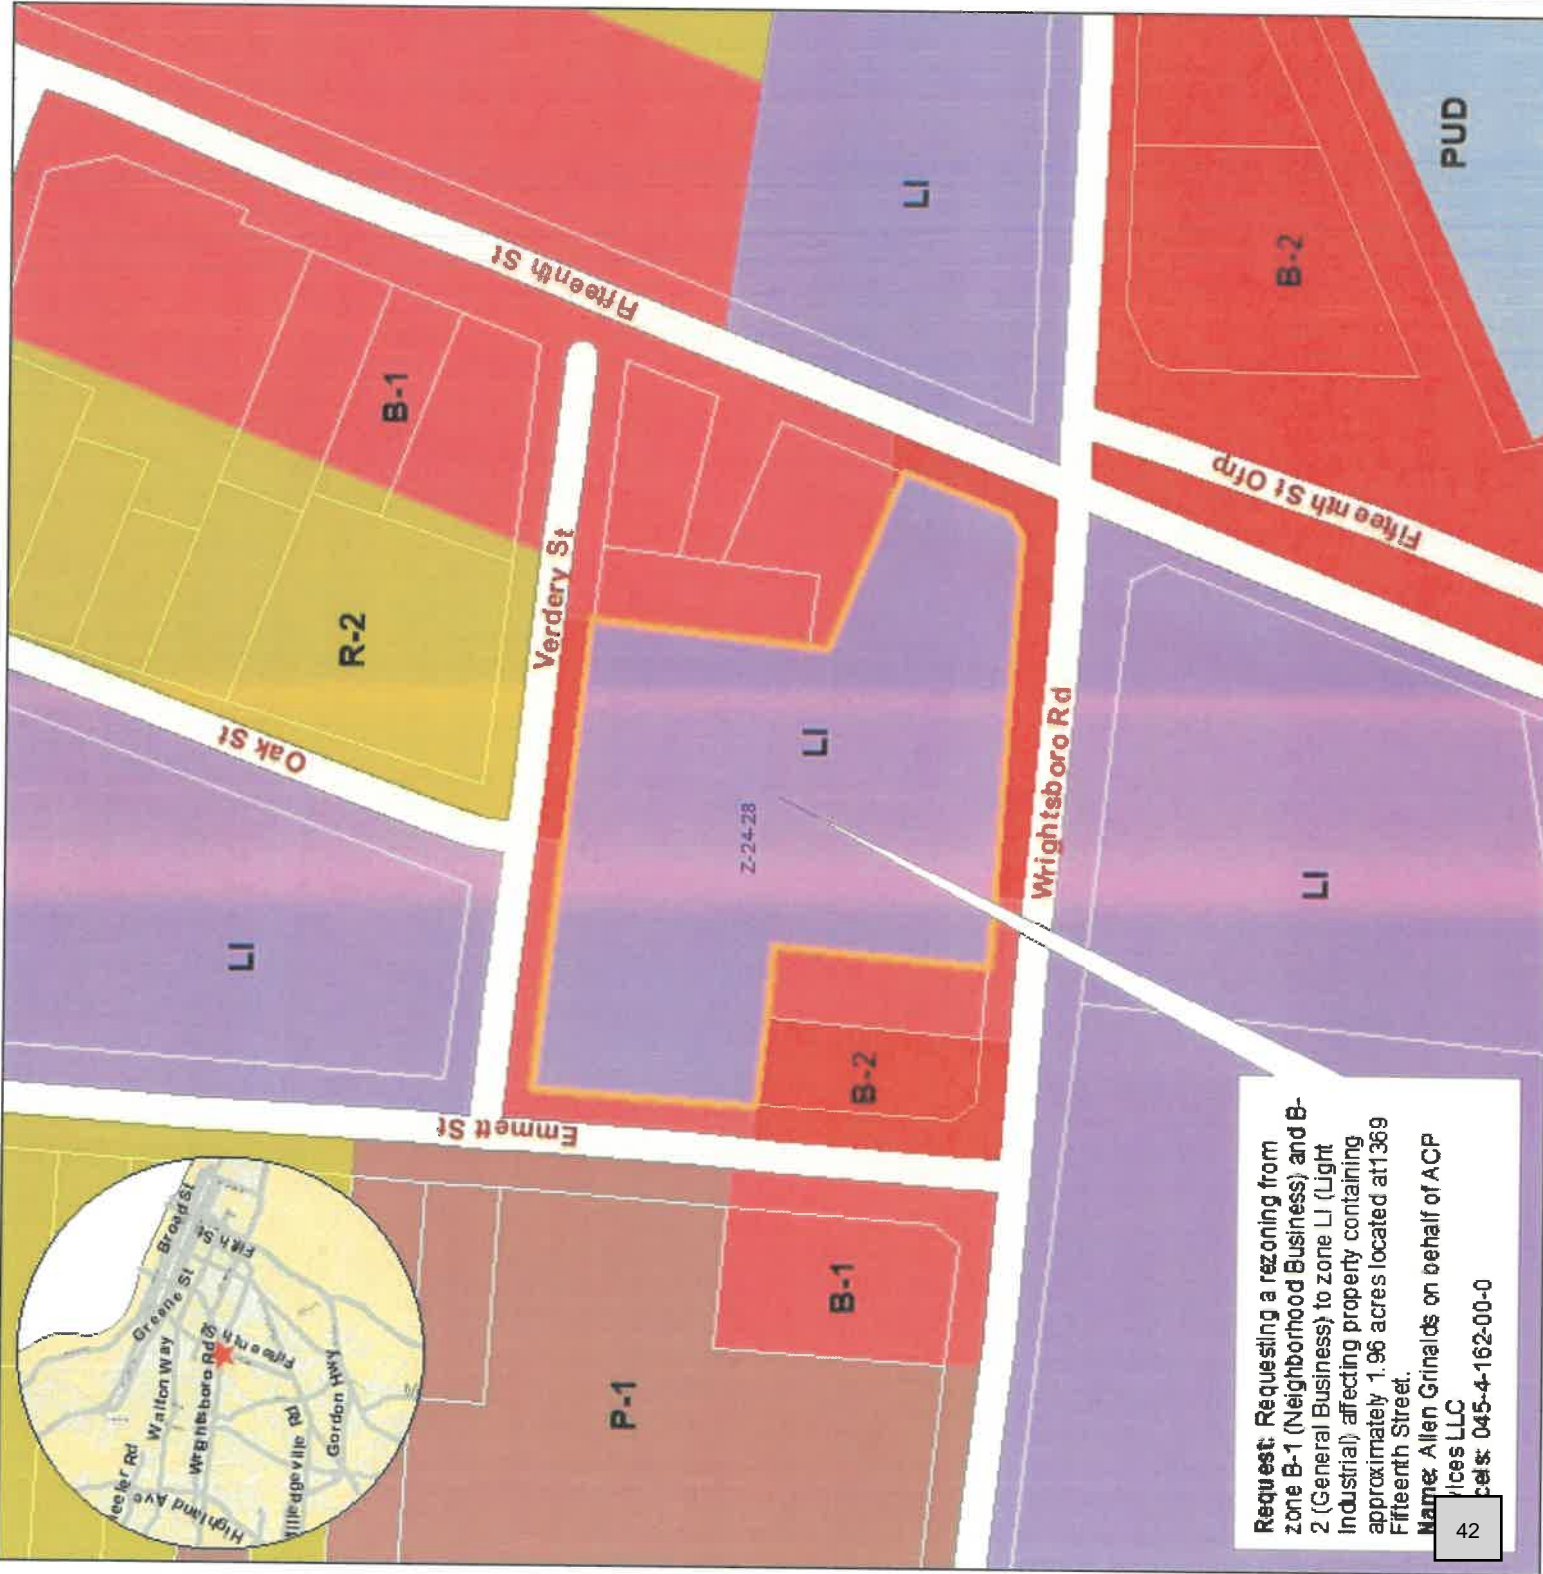 Broad St
Greene St
Fifth St
Walton Way
Wrightsboro Rd
Fifteenth St
Highland Ave
Gordon Hwy
LI
Oak St
R-2
B-1
Fifteenth St
LI
Verdery St
Emmett St
P-1
B-1
B-2
Z-24-28
LI
Wrightsboro Rd
LI
Fifteenth St Ofrp
B-2
PUD
Request: Requesting a rezoning from
zone B-1 (Neighborhood Business) and B-
2 (General Business) to zone LI (Light
Industrial) affecting property containing
approximately 1.96 acres located at 1369
Fifteenth Street.
Name: Allen Grinalds on behalf of ACP
vices LLC
cels: 045-4-162-00-0
42